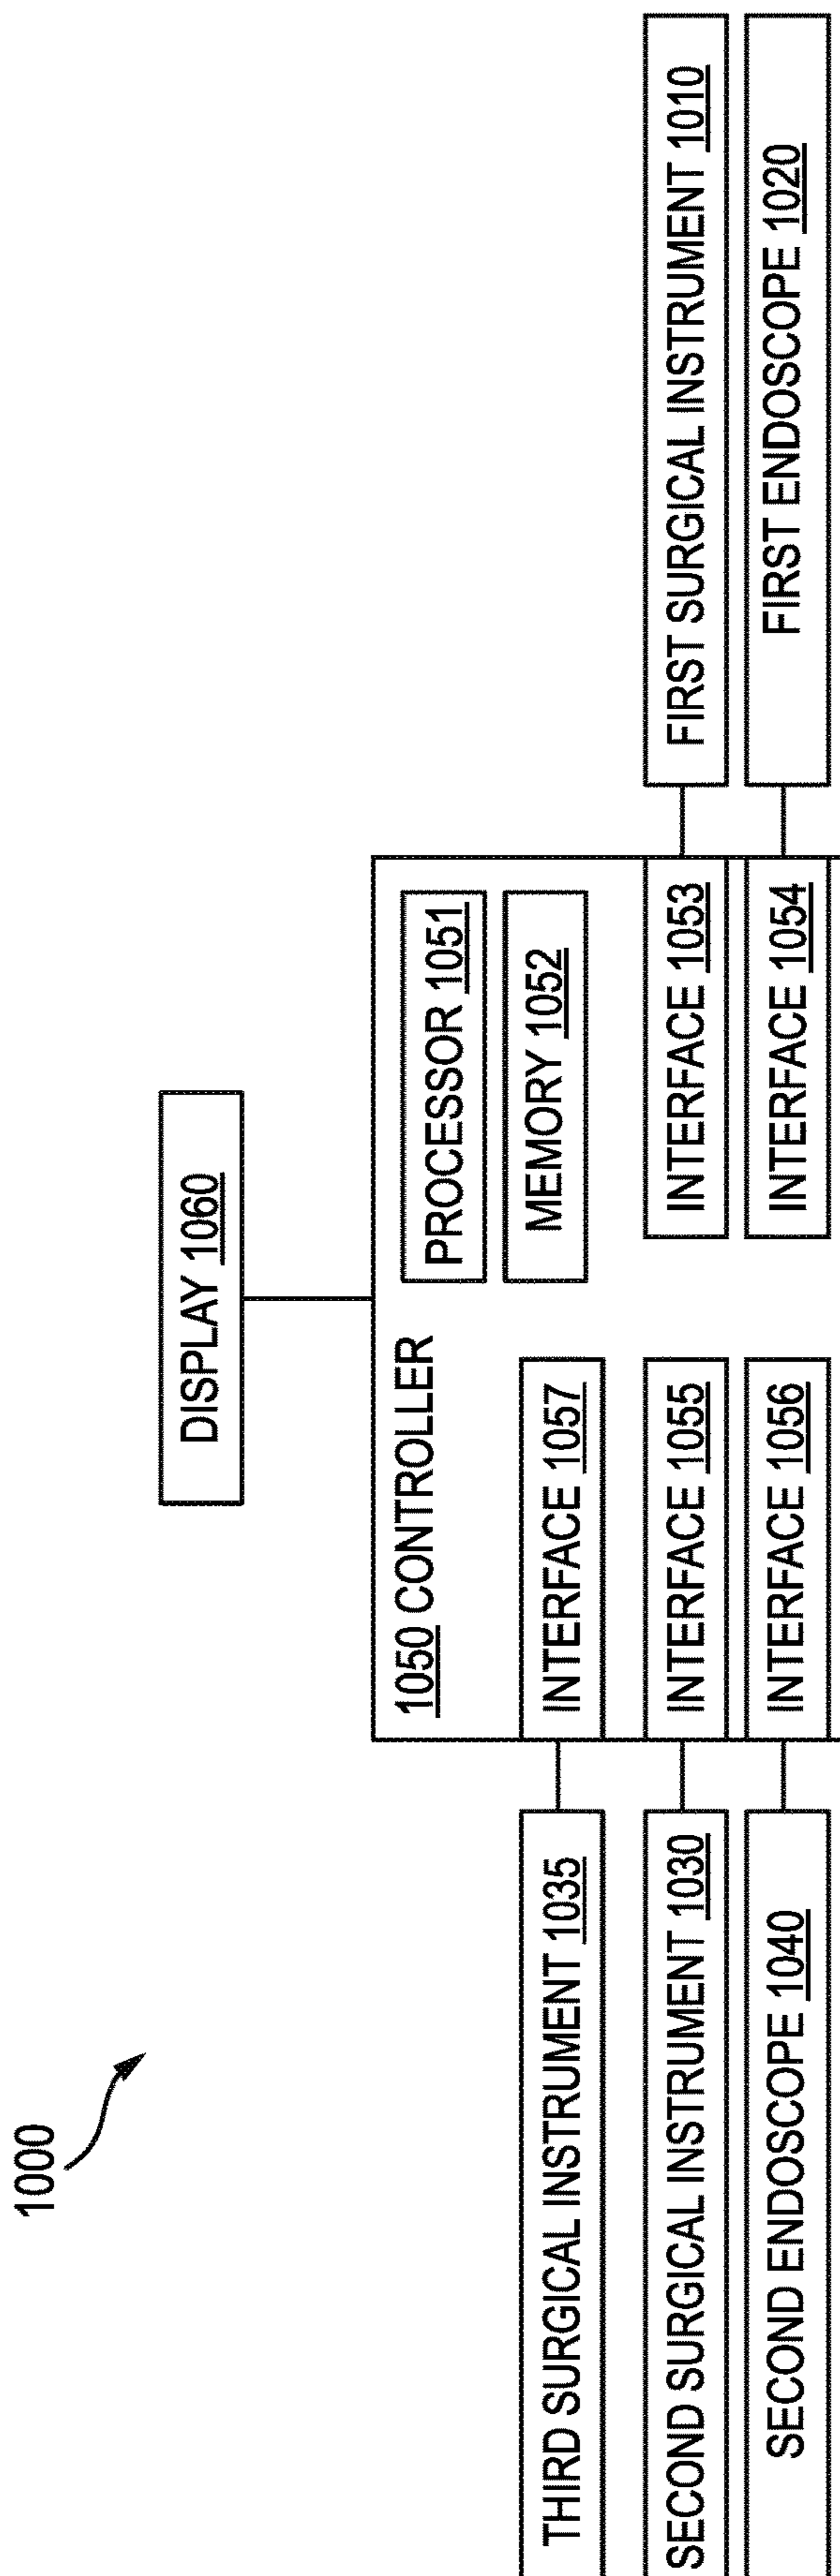 1000
DISPLAY 1060
1050 CONTROLLER
PROCESSOR 1051
MEMORY 1052
THIRD SURGICAL INSTRUMENT 1035
INTERFACE 1057
SECOND SURGICAL INSTRUMENT 1030
INTERFACE 1055
INTERFACE 1053
FIRST SURGICAL INSTRUMENT 1010
SECOND ENDOSCOPE 1040
INTERFACE 1056
INTERFACE 1054
FIRST ENDOSCOPE 1020